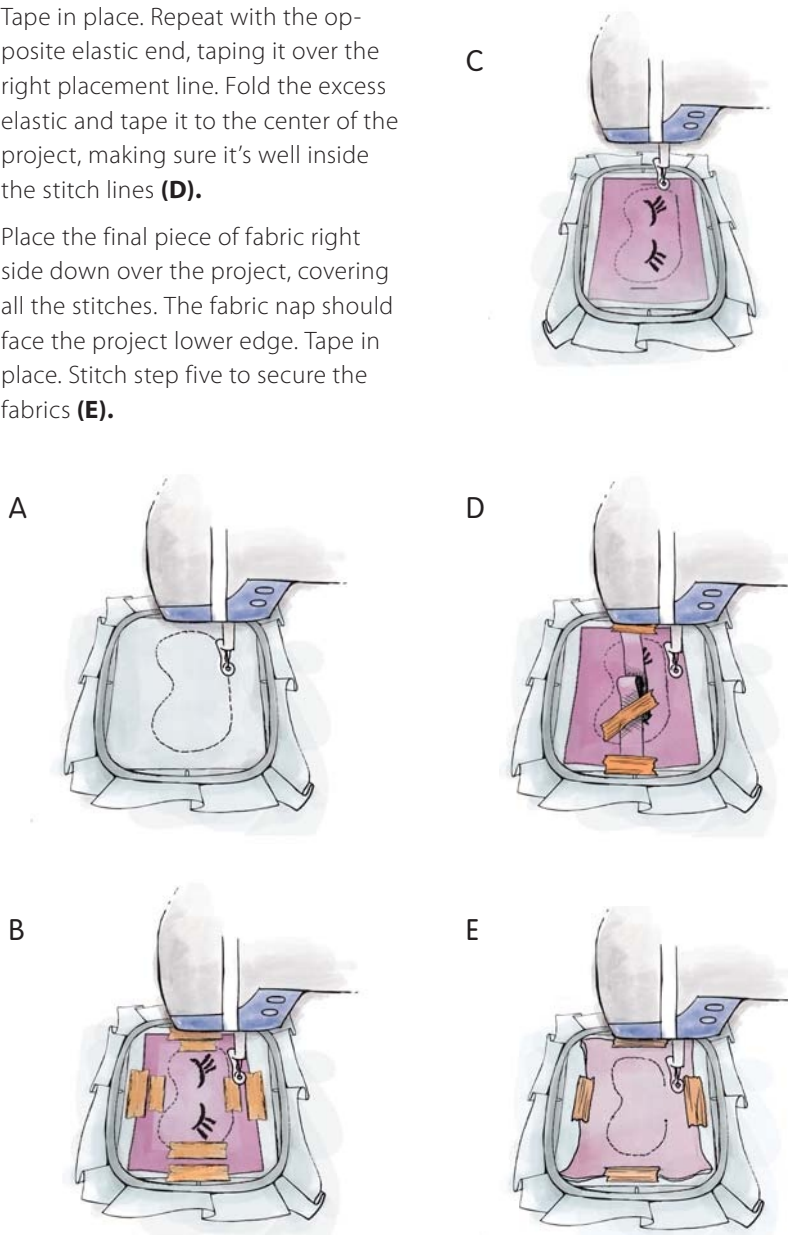 Tape in place. Repeat with the op-
posite elastic end, taping it over the
right placement line. Fold the excess
elastic and tape it to the center of the
project, making sure it’s well inside
the stitch lines (D).
Place the final piece of fabric right
side down over the project, covering
all the stitches. The fabric nap should
face the project lower edge. Tape in
place. Stitch step five to secure the
fabrics (E).
C
A
D
B
E